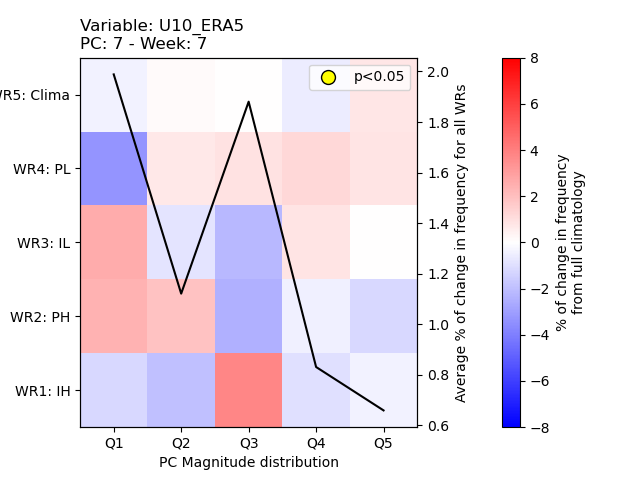 Variable: U10_ERA5
PC: 7 - Week: 7
p<0.05
WR5: Clima
WR4: PL
WR3: IL
WR2: PH
WR1: IH
Q1 Q2 Q3 Q4 Q5
PC Magnitude distribution
2.0
1.8
1.6
1.4
1.2
1.0
0.8
0.6
Average % of change in frequency for all WRs
8
6
4
2
0
−2
−4
−6
−8
% of change in frequency
from full climatology